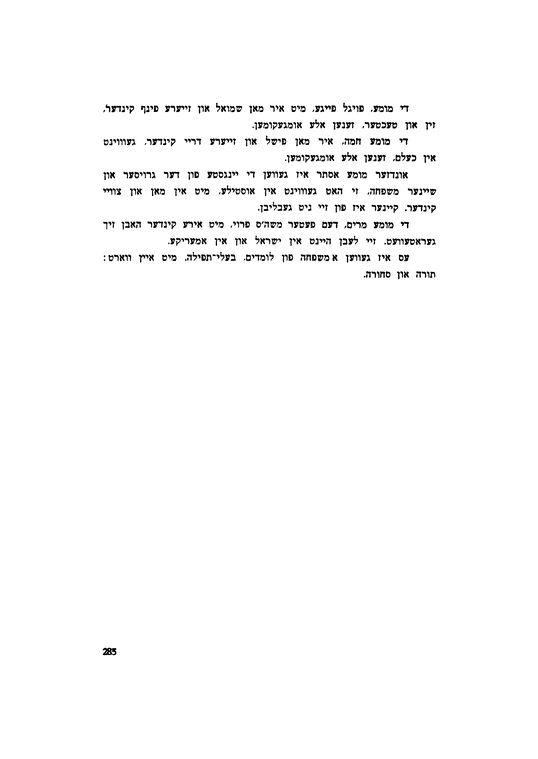 די מומע, פויגל פייגע, מיט איר מאן שמואל און זייערע פינף קינדער,
זין און טעכטער, זענען אלע אומגעקומען.
די מומע חמה, איר מאן פישל און זייערע דריי קינדער, געוווינט
אין כעלם, זענען אלע אומגעקומען.
אונדזער מומע אסתר איז געווען די יינגסטע פון דער גרויסער און
שיינער משפחה, זי האט געוווינט אין אוסטילע, מיט אין מאן און צוויי
קינדער. קיינער איז פון זיי ניט געבליבן.
די מומע מרים, דעם פעטער משה'ס פרוי, מיט אירע קינדער האבן זיך
געראטעוועט. זיי לעבן היינט אין ישראל און אין אמעריקע.
עס איז געווען א משפחה פון לומדים, בעלי־תפילה, מיט איין ווארט:
תורה און סחורה.
285